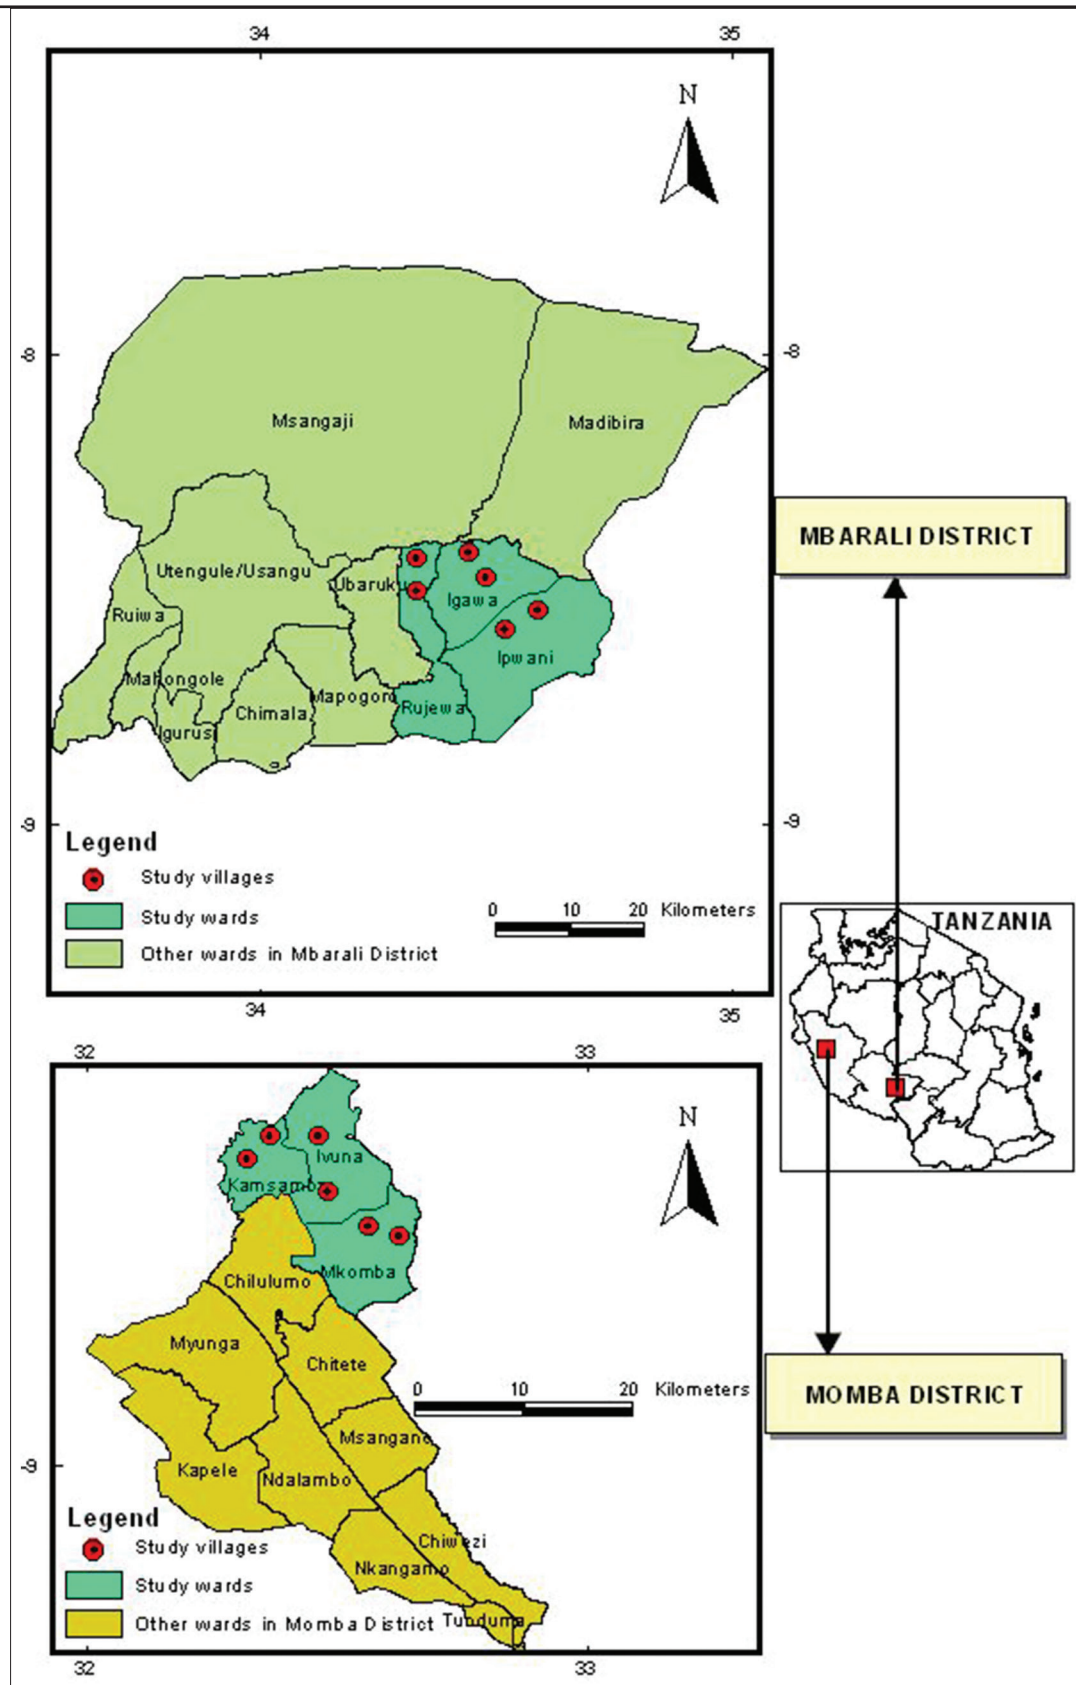 34
35
N
-8
-8
Msangaji
Madibira
MBARALI DISTRICT
Utengule/Usangu
Ubaruku
Igawa
Ruiwa
Ipwani
Mahongole
Mapogoro
Rujewa
Chimala
Igurusi
-9
-9
Legend
Study villages
Study wards
Other wards in Mbarali District
0 10 20 Kilometers
34
35
TANZANIA
32
33
N
Ivuna
Kamsamba
Mkomba
Chilulumo
Myunga
Chitete
0 10 20 Kilometers
MOMBA DISTRICT
Msangano
-9
Kapele
Ndalambo
Legend
Study villages
Study wards
Other wards in Momba District
Chiwezi
Nkangamo
Tunduma
32
33